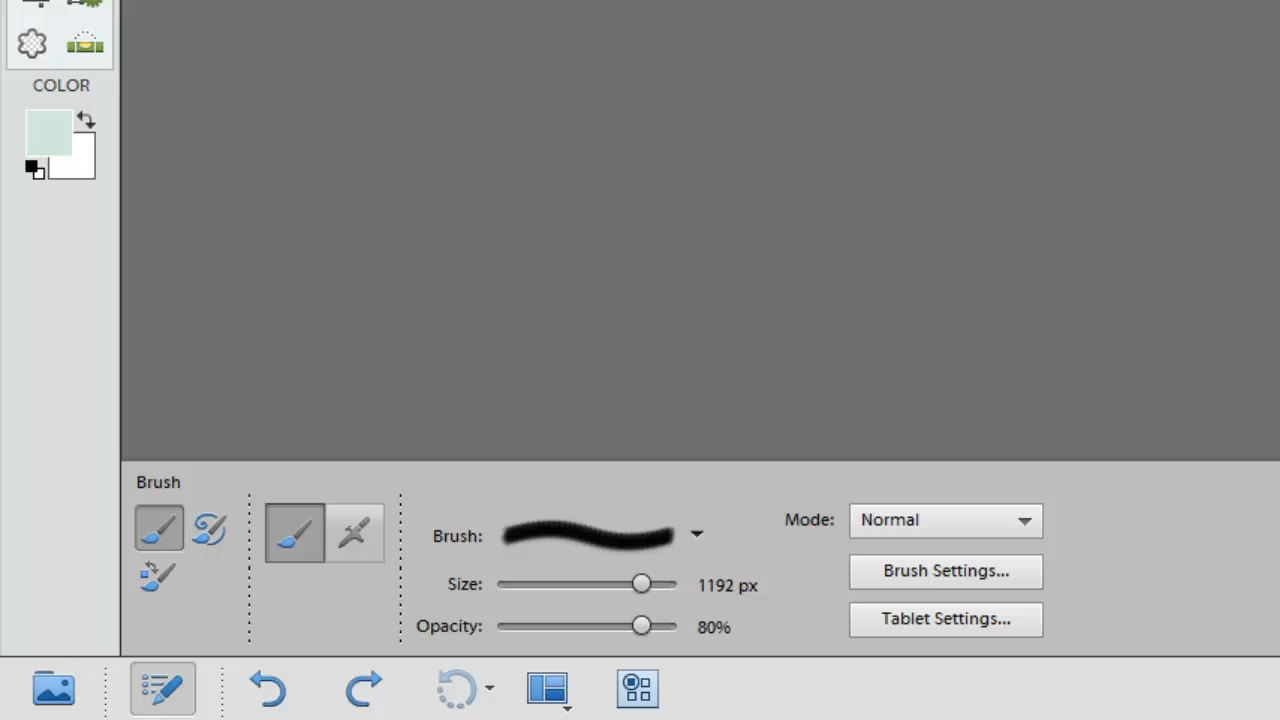 COLOR
Brush
Brush:
Size:
1192 px
Opacity:
80%
Mode:
Normal
Brush Settings...
Tablet Settings...